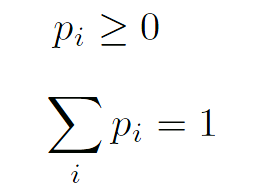 p_i ≥ 0
∑_i p_i = 1